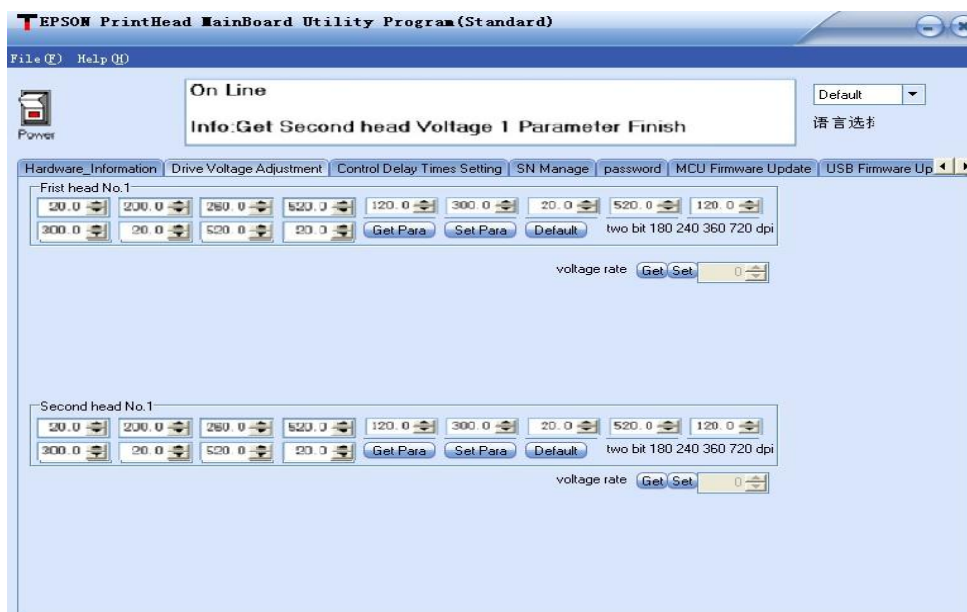 TEPSON PrintHead MainBoard Utility Program(Standard)
File(F) Help(H)
On Line
Default
Info:Get Second head Voltage 1 Parameter Finish
语言选
Power
Hardware_Information Drive Voltage Adjustment Control Delay Times Setting SN Manage password MCU Firmware Update USB Firmware Up
Frist head No.1
20.0 200.0 260.0 520.0 120.0 300.0 20.0 520.0 120.0
300.0 20.0 520.0 20.0 Get Para Set Para Default two bit 180 240 360 720 dpi
voltage rate Get Set 0
Second head No.1
20.0 200.0 260.0 520.0 120.0 300.0 20.0 520.0 120.0
300.0 20.0 520.0 20.0 Get Para Set Para Default two bit 180 240 360 720 dpi
voltage rate Get Set 0